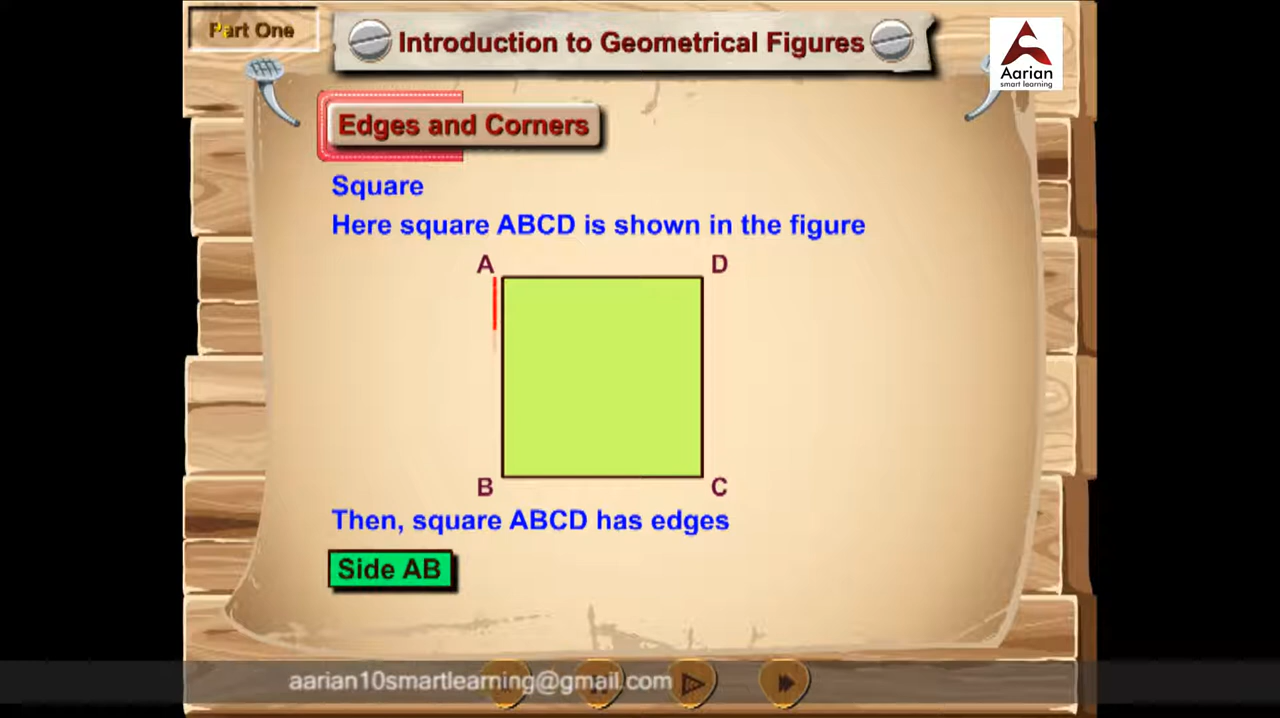 Part One
Introduction to Geometrical Figures
Aarian
smart learning
Edges and Corners
Square
Here square ABCD is shown in the figure
A D
B C
Then, square ABCD has edges
Side AB
aarian10smartlearning@gmail.com